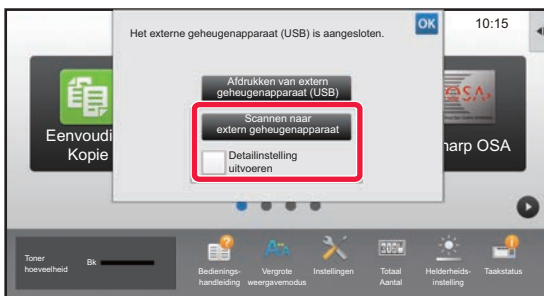 Het externe geheugenapparaat (USB) is aangesloten.
OK
10:15
Afdrukken van extern
geheugenapparaat (USB)
Scannen naar
extern geheugenapparaat
Detailinstelling
uitvoeren
Eenvoudi
Kopie
OSA
harp OSA
Toner
hoeveelheid
Bk
Bedienings-
handleiding
Vergrote
weergavemodus
Instellingen
Totaal
Aantal
Helderheids-
instelling
Taakstatus